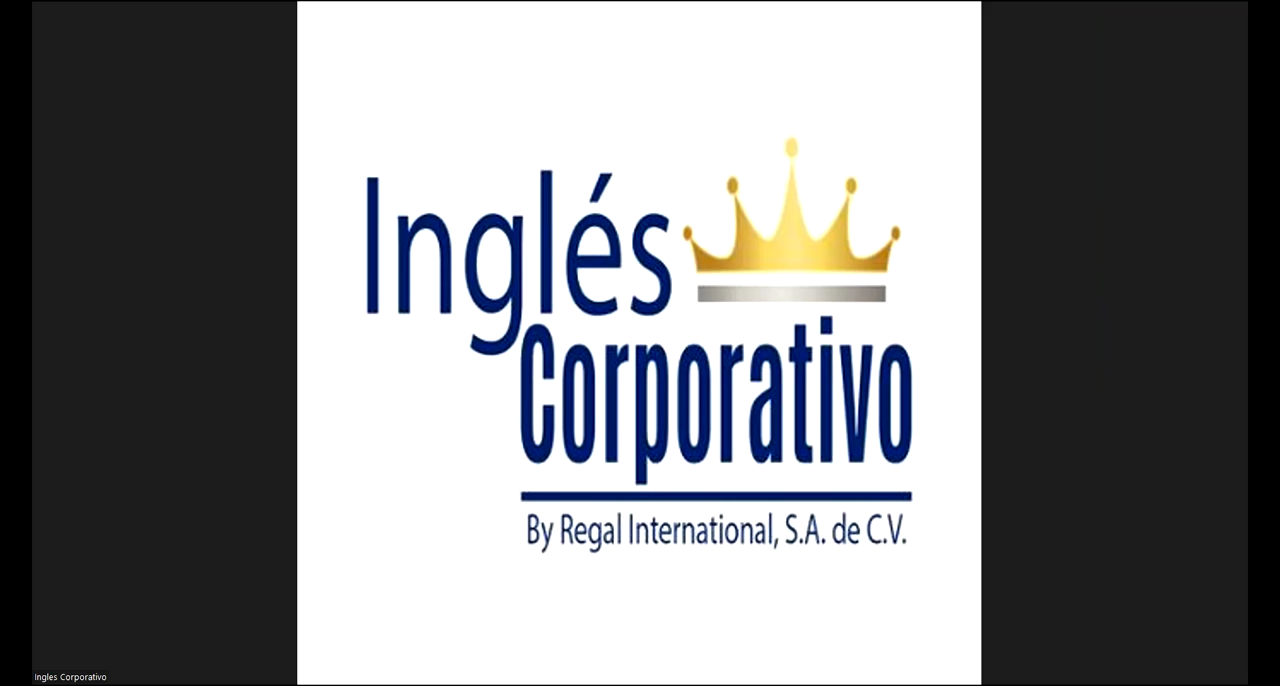 Inglés
Corporativo
By Regal International, S.A. de C.V.
Ingles Corporativo